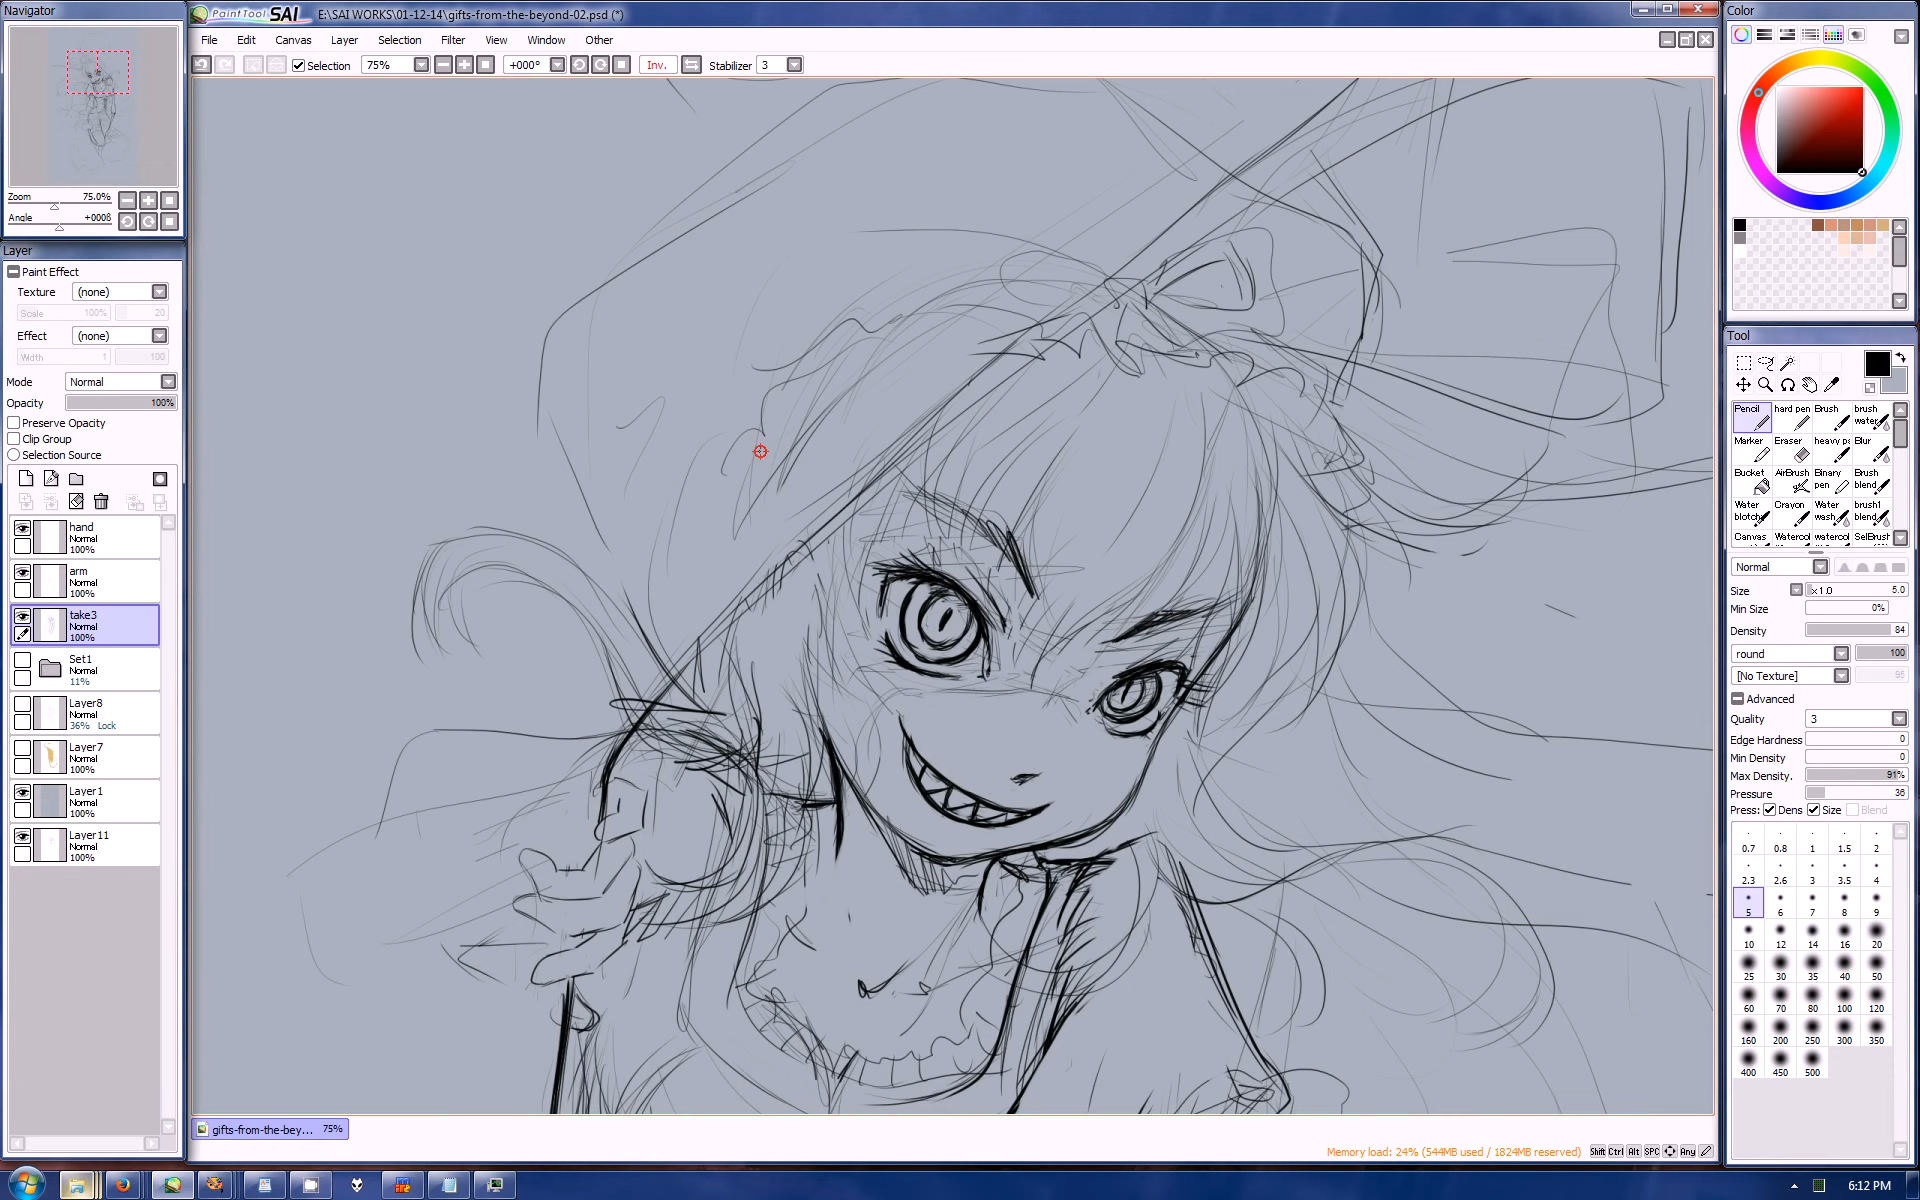 Navigator
Zoom 75.0%
Angle +000ß
Layer
Paint Effect
Texture (none)
Scale 100% 20
Effect (none)
Width 1 100
Mode Normal
Opacity 100%
Preserve Opacity
Clip Group
Selection Source
hand
Normal
100%
arm
Normal
100%
take3
Normal
100%
Set1
Normal
11%
Layer8
Normal
36% Lock
Layer7
Normal
100%
Layer1
Normal
100%
Layer11
Normal
100%
PaintTool SAI E:\SAI WORKS\01-12-14\gifts-from-the-beyond-02.psd (*)
File Edit Canvas Layer Selection Filter View Window Other
Selection 75% +000° Inv. Stabilizer 3
gifts-from-the-bey... 75%
Memory load: 24% (544MB used / 1824MB reserved) Shift Ctrl Alt SPC Any
Color
Tool
Pencil hard pen Brush brush water
Marker Eraser heavy pe Blur
Bucket AirBrush Binary pen Brush blend
Water blotch Crayon Water wash brush1 blend
Canvas Watercol watercol SelBrush
Normal
Size x1.0 5.0
Min Size 0%
Density 84
round 100
[No Texture] 95
Advanced
Quality 3
Edge Hardness 0
Min Density 0
Max Density. 91%
Pressure 36
Press: Dens Size Blend
0.7 0.8 1 1.5 2
2.3 2.6 3 3.5 4
5 6 7 8 9
10 12 14 16 20
25 30 35 40 50
60 70 80 100 120
160 200 250 300 350
400 450 500
6:12 PM